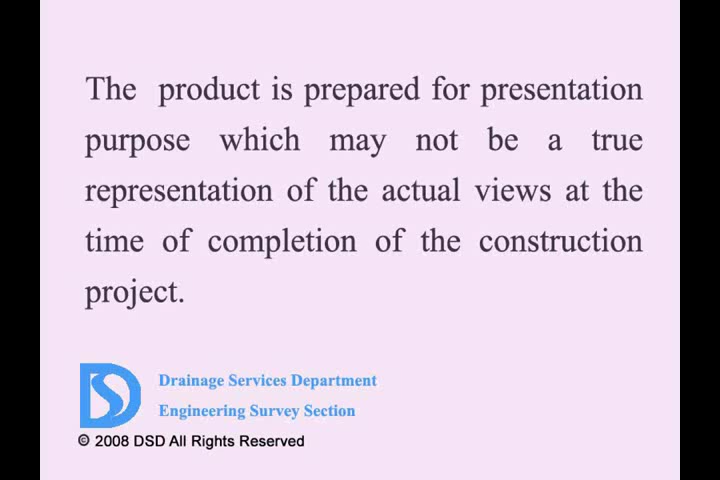 The product is prepared for presentation
purpose which may not be a true
representation of the actual views at the
time of completion of the construction
project.
Drainage Services Department
Engineering Survey Section
© 2008 DSD All Rights Reserved